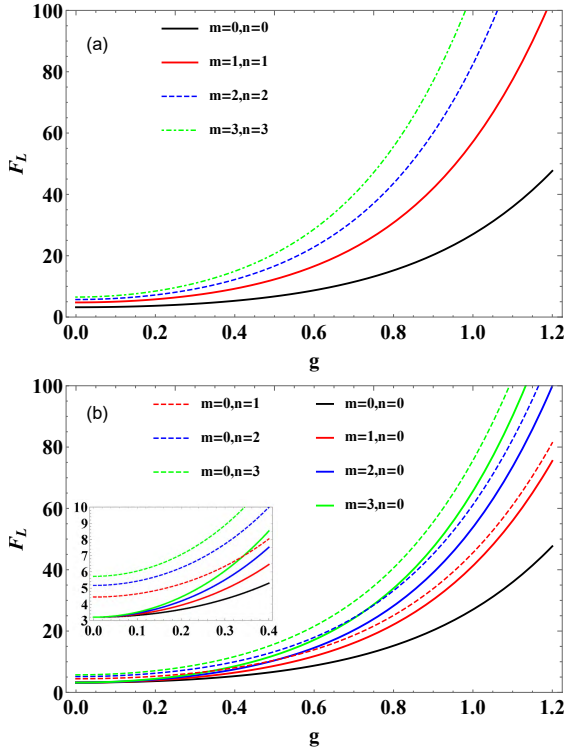 (a)
m=0,n=0
m=1,n=1
m=2,n=2
m=3,n=3
100
80
60
40
20
0
F_L
0.0 0.2 0.4 0.6 0.8 1.0 1.2
g
(b)
m=0,n=1
m=0,n=2
m=0,n=3
m=0,n=0
m=1,n=0
m=2,n=0
m=3,n=0
100
80
60
40
20
0
F_L
10
9
8
7
6
5
4
3
0.0 0.1 0.2 0.3 0.4
0.0 0.2 0.4 0.6 0.8 1.0 1.2
g